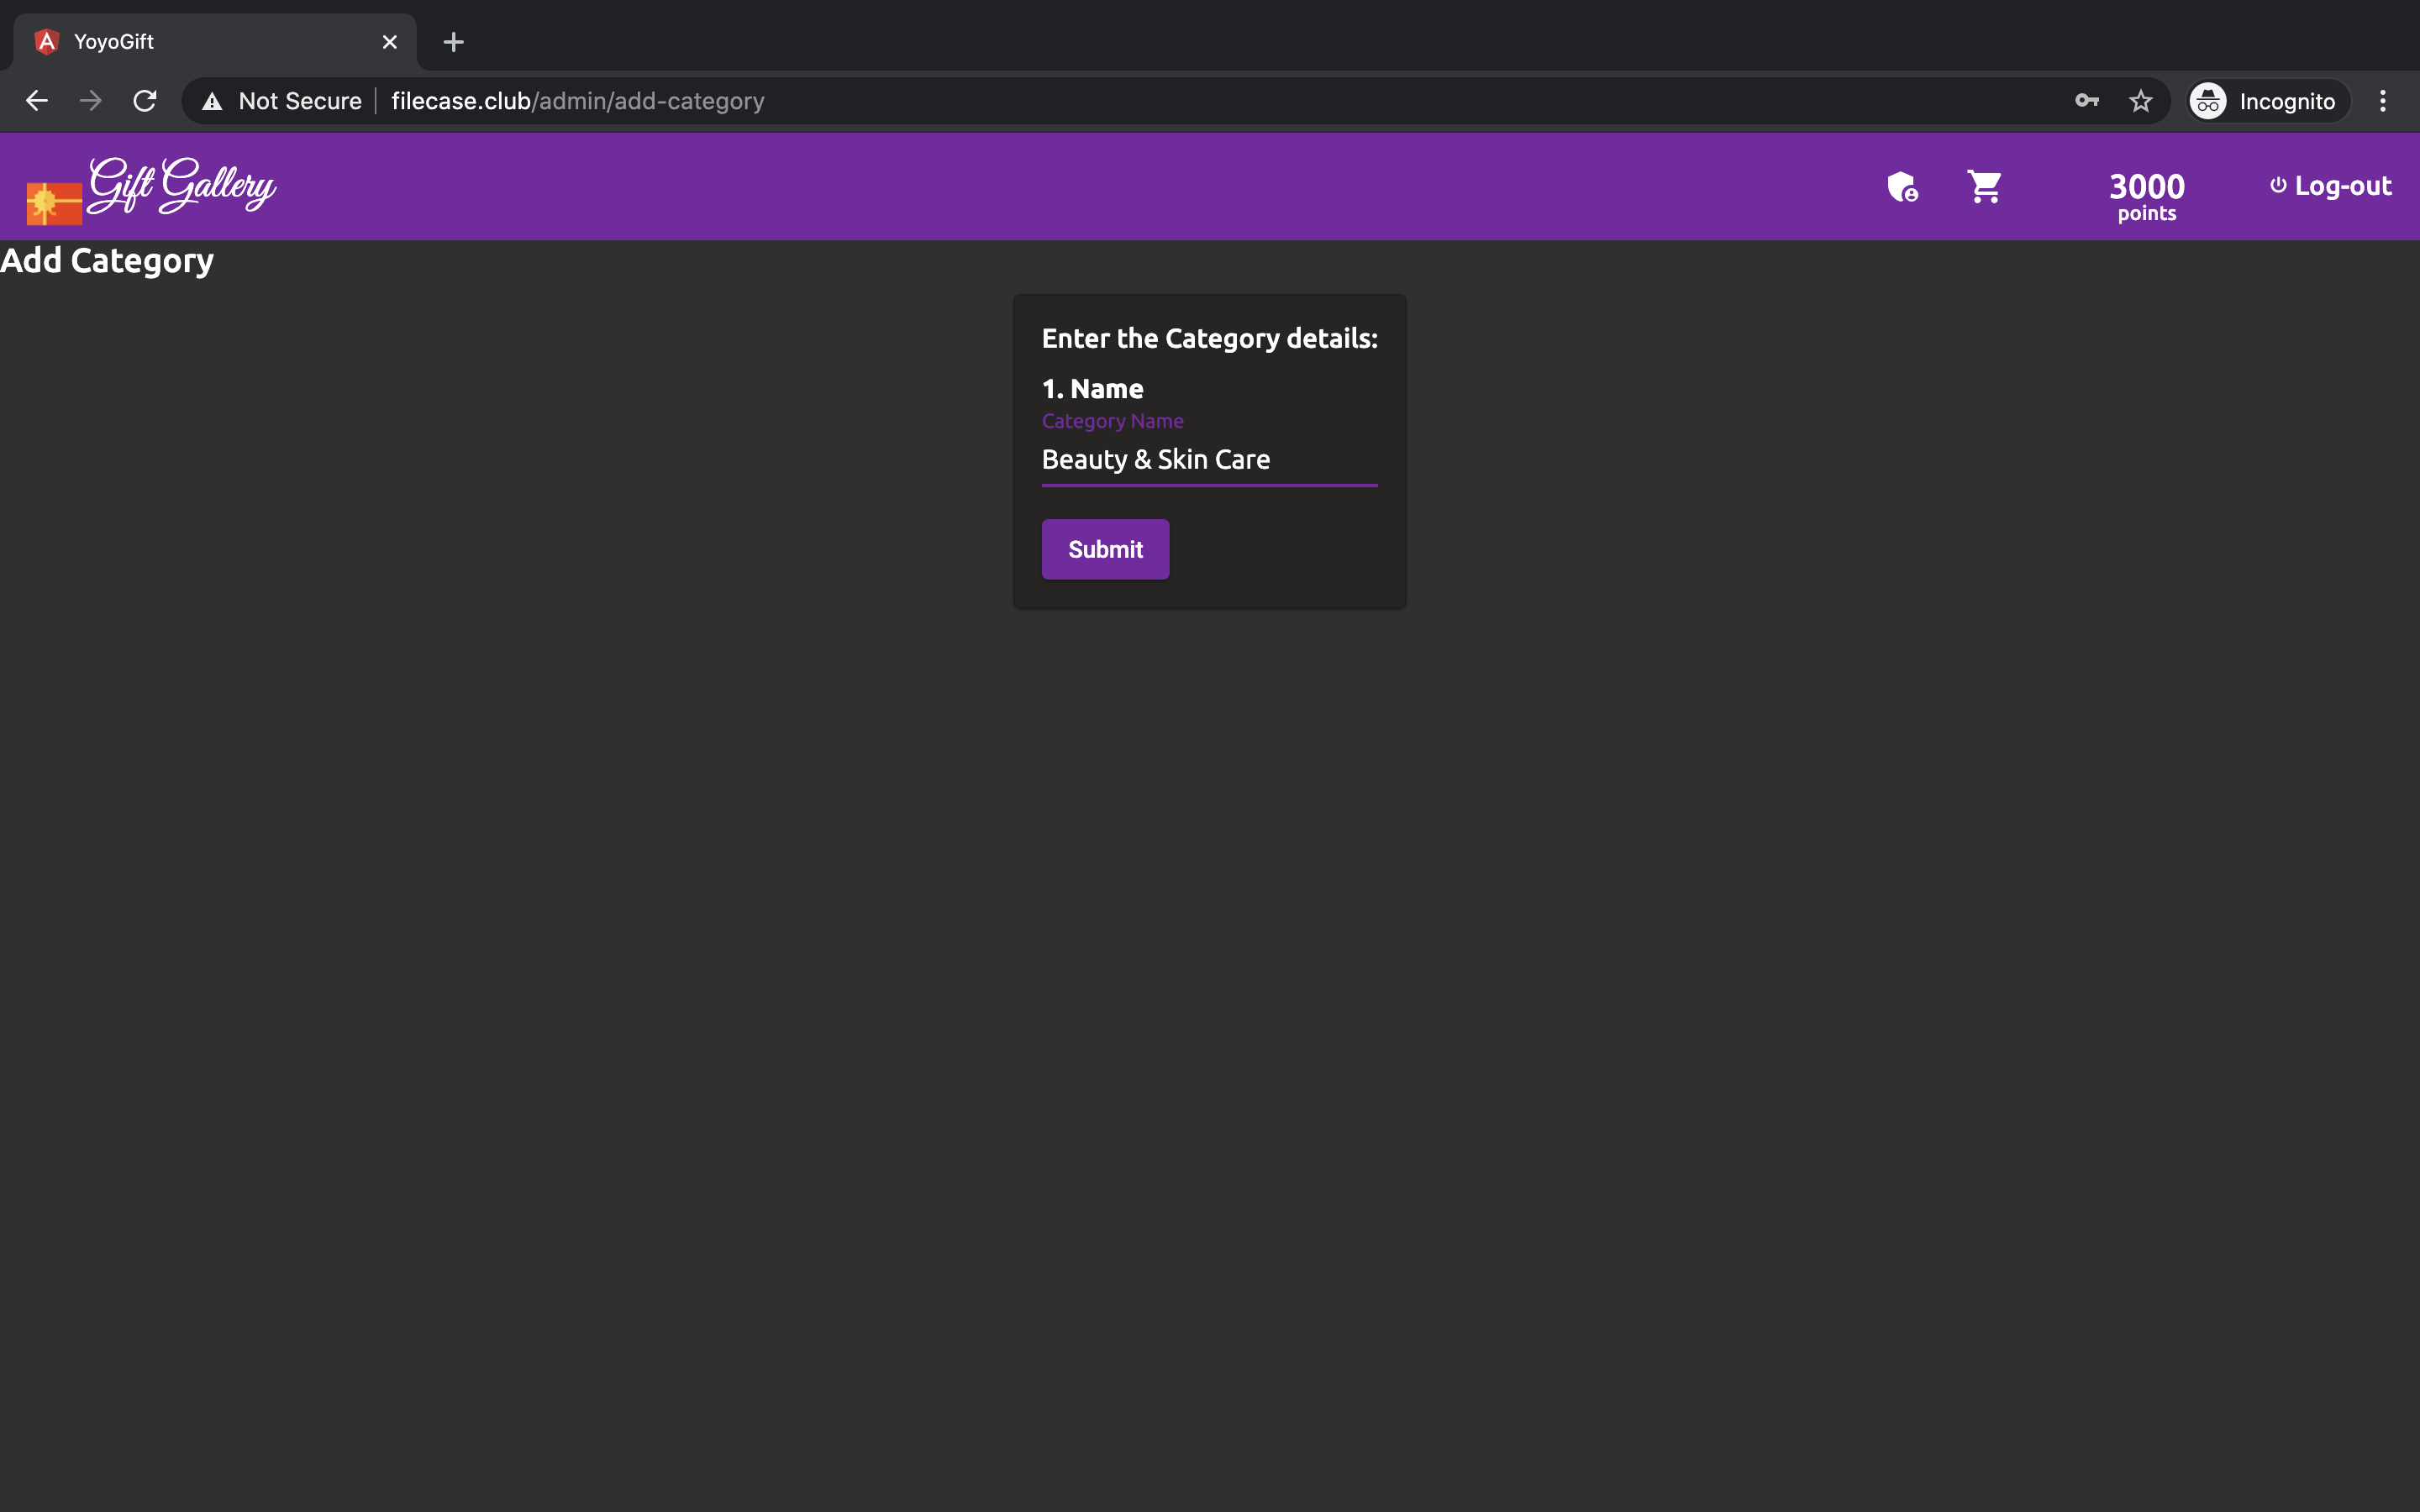 YoyoGift
Not Secure filecase.club/admin/add-category Incognito
Gift Gallery 3000 points Log-out
Add Category
Enter the Category details:
1. Name
Category Name
Beauty & Skin Care
Submit